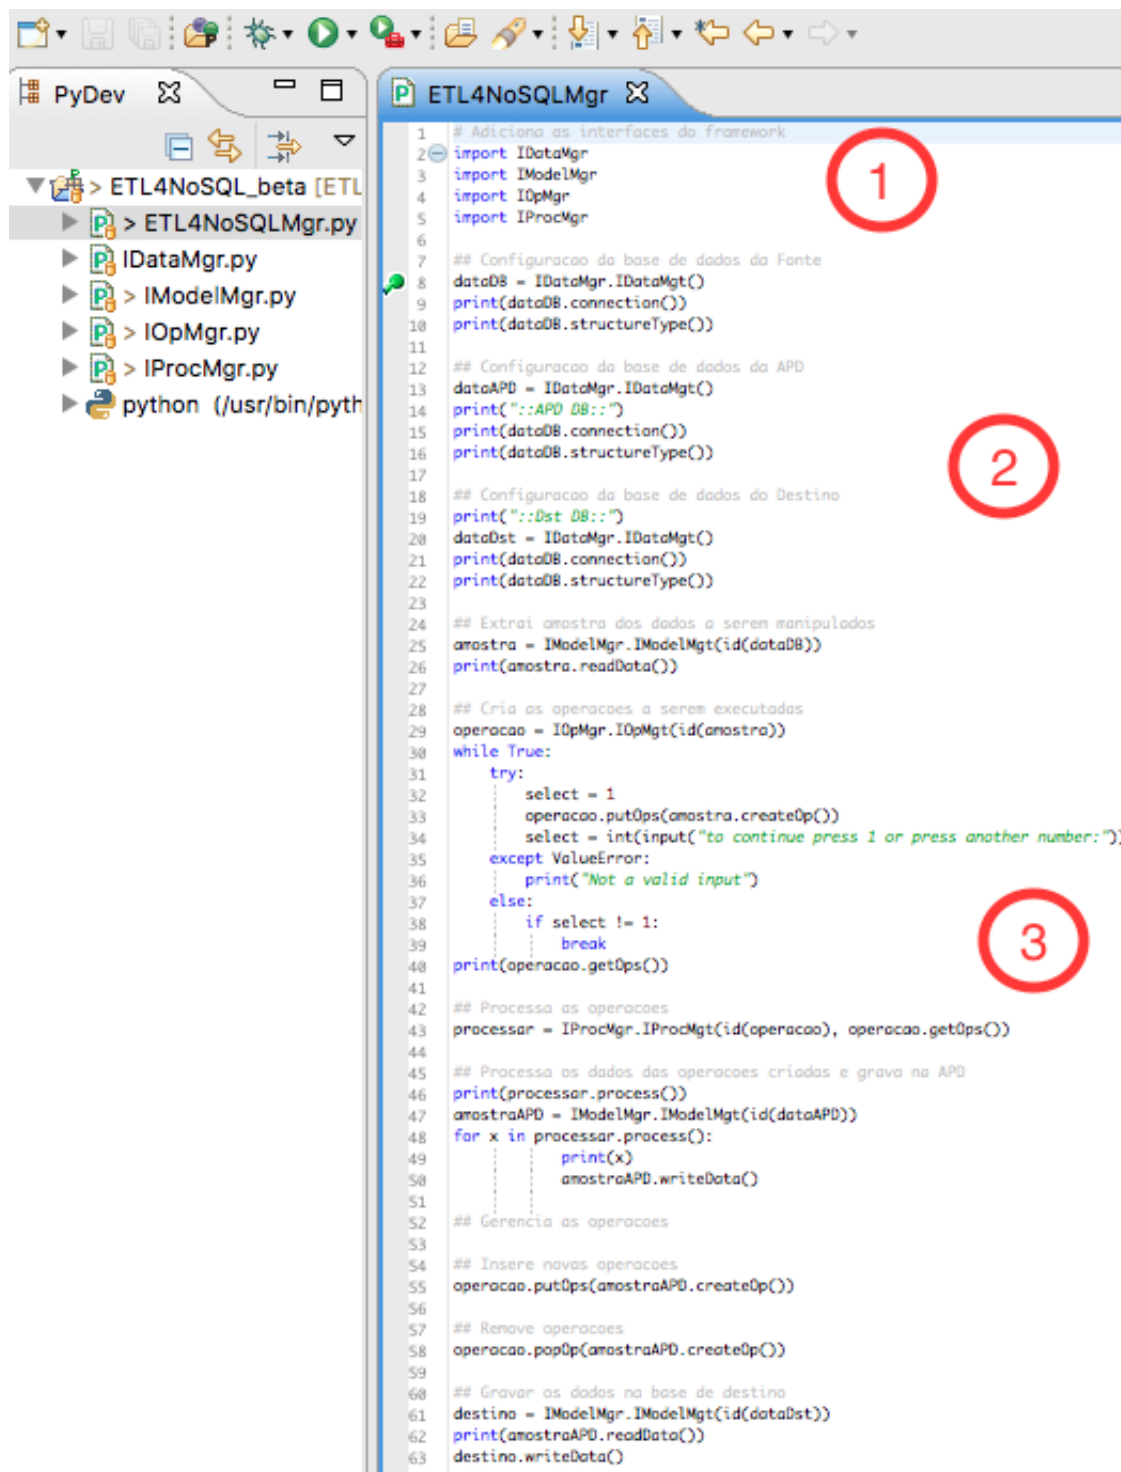 PyDev
ETL4NoSQLMgr
> ETL4NoSQL_beta [ETL
> ETL4NoSQLMgr.py
IDataMgr.py
> IModelMgr.py
> IOpMgr.py
> IProcMgr.py
python (/usr/bin/pyth
1 # Adiciona as interfaces do framework
2 import IDataMgr
3 import IModelMgr
4 import IOpMgr
5 import IProcMgr
6
7 ## Configuracao da base de dados da Fonte
8 dataDB = IDataMgr.IDataMgt()
9 print(dataDB.connection())
10 print(dataDB.structureType())
11
12 ## Configuracao da base de dados da APD
13 dataAPD = IDataMgr.IDataMgt()
14 print("::APD DB::")
15 print(dataDB.connection())
16 print(dataDB.structureType())
17
18 ## Configuracao da base de dados do Destino
19 print("::Dst DB::")
20 dataDst = IDataMgr.IDataMgt()
21 print(dataDB.connection())
22 print(dataDB.structureType())
23
24 ## Extrai amostra dos dados a serem manipulados
25 amostra = IModelMgr.IModelMgt(id(dataDB))
26 print(amostra.readData())
27
28 ## Cria as operacoes a serem executadas
29 operacao = IOpMgr.IOpMgt(id(amostra))
30 while True:
31 try:
32 select = 1
33 operacao.putOps(amostra.createOp())
34 select = int(input("to continue press 1 or press another number:"))
35 except ValueError:
36 print("Not a valid input")
37 else:
38 if select != 1:
39 break
40 print(operacao.getOps())
41
42 ## Processa as operacoes
43 processar = IProcMgr.IProcMgt(id(operacao), operacao.getOps())
44
45 ## Processa os dados das operacoes criadas e grava na APD
46 print(processar.process())
47 amostraAPD = IModelMgr.IModelMgt(id(dataAPD))
48 for x in processar.process():
49 print(x)
50 amostraAPD.writeData()
51
52 ## Gerencia as operacoes
53
54 ## Insere novas operacoes
55 operacao.putOps(amostraAPD.createOp())
56
57 ## Remove operacoes
58 operacao.popOp(amostraAPD.createOp())
59
60 ## Gravar os dados na base de destino
61 destino = IModelMgr.IModelMgt(id(dataDst))
62 print(amostraAPD.readData())
63 destino.writeData()
1
2
3